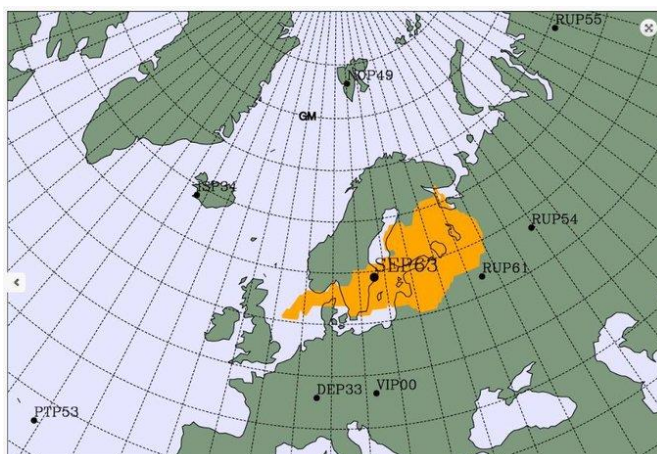 RUP55
NOP49
GM
ISP34
RUP54
SEP63
RUP61
DEP33
VIP00
PTP53